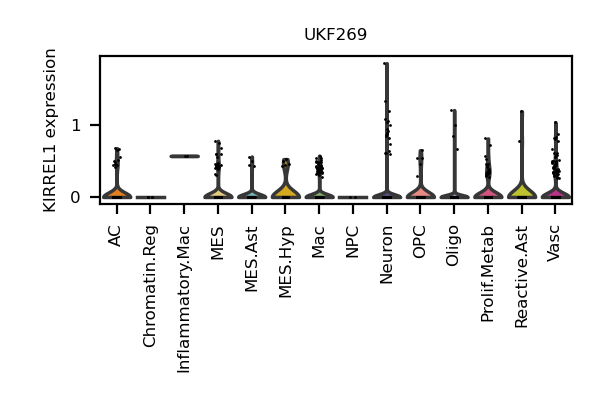 UKF269
KIRREL1 expression
1
0
AC
Chromatin.Reg
Inflammatory.Mac
MES
MES.Ast
MES.Hyp
Mac
NPC
Neuron
OPC
Oligo
Prolif.Metab
Reactive.Ast
Vasc